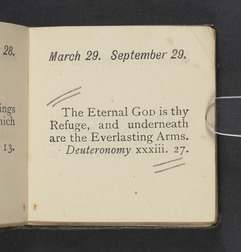 28.
ings
hich
13.
March 29. September 29.
The Eternal GOD is thy
Refuge, and underneath
are the Everlasting Arms.
Deuteronomy xxxiii. 27.